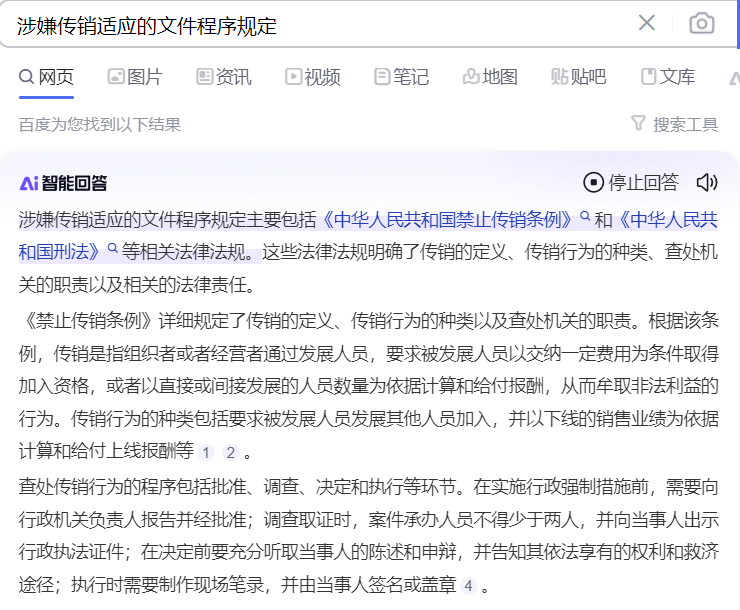 涉嫌传销适应的文件程序规定
网页 图片 资讯 视频 笔记 地图 贴吧 文库
百度为您找到以下结果 搜索工具
Ai智能回答 停止回答
涉嫌传销适应的文件程序规定主要包括《中华人民共和国禁止传销条例》和《中华人民共
和国刑法》等相关法律法规。这些法律法规明确了传销的定义、传销行为的种类、查处机
关的职责以及相关的法律责任。
《禁止传销条例》详细规定了传销的定义、传销行为的种类以及查处机关的职责。根据该条
例，传销是指组织者或者经营者通过发展人员，要求被发展人员以交纳一定费用为条件取得
加入资格，或者以直接或间接发展的人员数量为依据计算和给付报酬，从而牟取非法利益的
行为。传销行为的种类包括要求被发展人员发展其他人员加入，并以下线的销售业绩为依据
计算和给付上线报酬等 1 2 。
查处传销行为的程序包括批准、调查、决定和执行等环节。在实施行政强制措施前，需要向
行政机关负责人报告并经批准；调查取证时，案件承办人员不得少于两人，并向当事人出示
行政执法证件；在决定前要充分听取当事人的陈述和申辩，并告知其依法享有的权利和救济
途径；执行时需要制作现场笔录，并由当事人签名或盖章 4 。